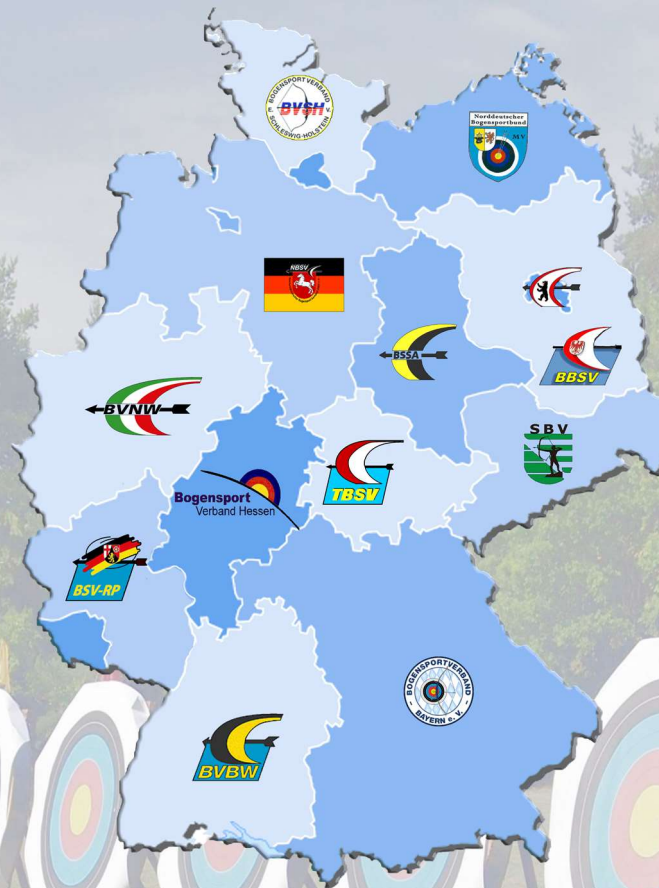 BOGENSPORTVERBAND
BVSH
SCHLESWIG-HOLSTEIN
e.V.
Norddeutscher
Bogensportbund
MV
NBSV
BSSA
BBSV
BVNW
SBV
TBSV
Bogensport
Verband Hessen
BSV-RP
BOGENSPORTVERBAND
BAYERN e. V.
BVBW